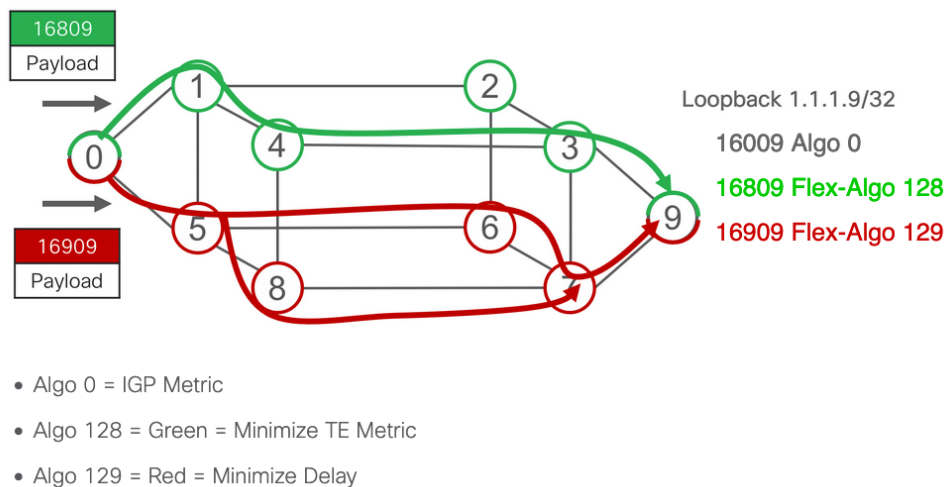 16809
Payload
1
2
Loopback 1.1.1.9/32
0
4
3
16009 Algo 0
16809 Flex-Algo 128
9
16909 Flex-Algo 129
5
6
16909
Payload
8
7
• Algo 0 = IGP Metric
• Algo 128 = Green = Minimize TE Metric
• Algo 129 = Red = Minimize Delay